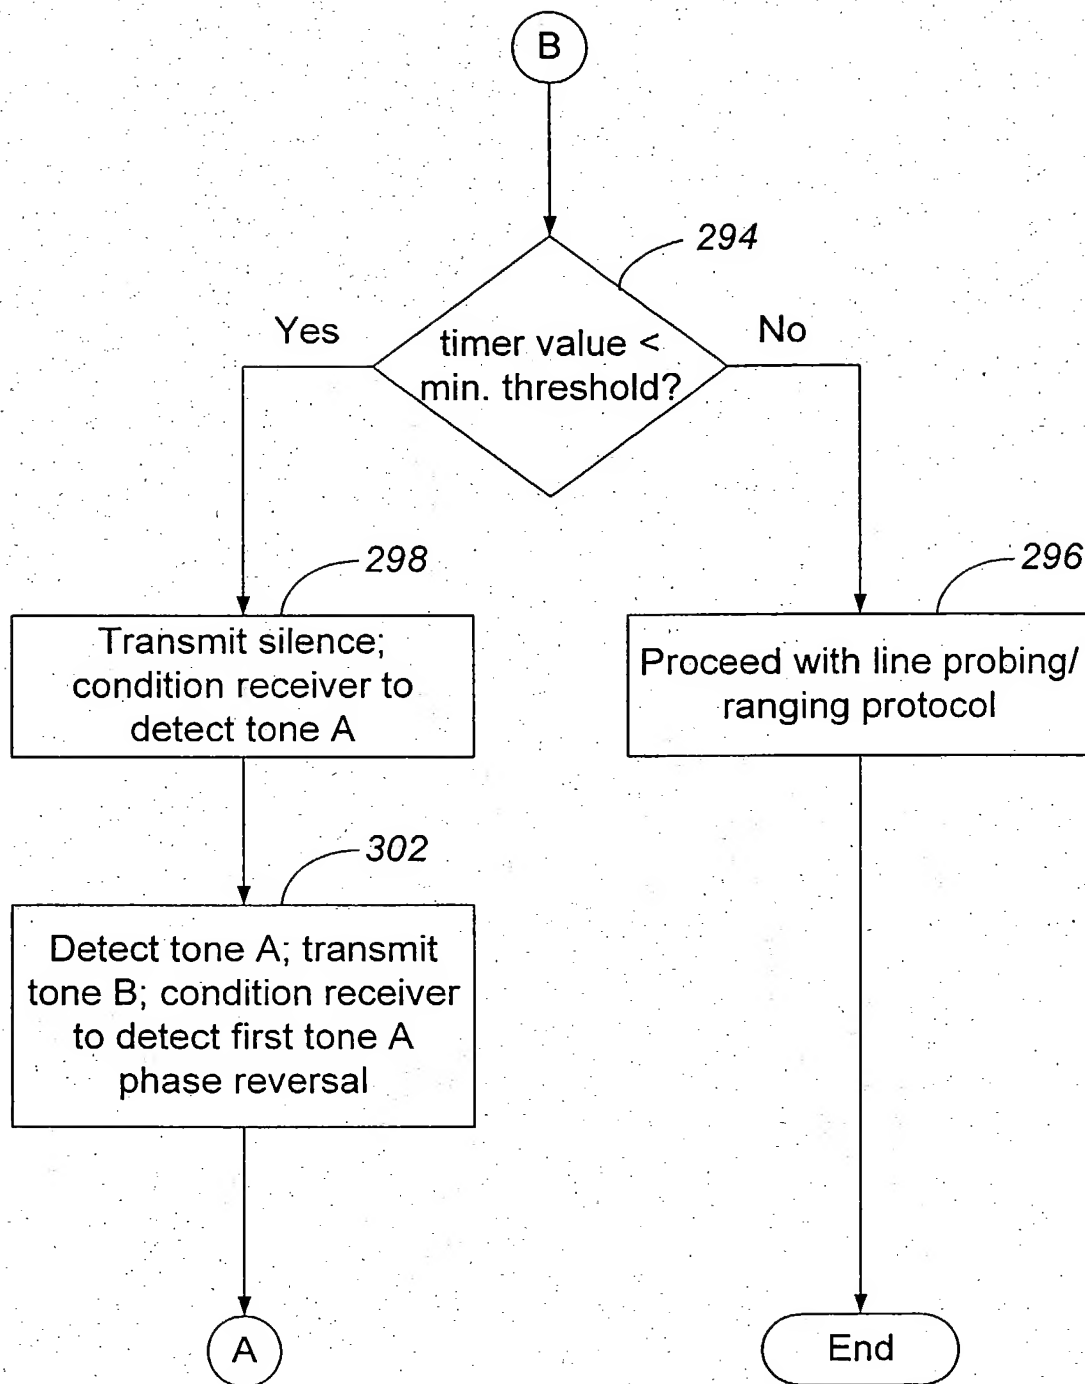 B
294
Yes
timer value <
min. threshold?
No
298
Transmit silence;
condition receiver to
detect tone A
296
Proceed with line probing/
ranging protocol
302
Detect tone A; transmit
tone B; condition receiver
to detect first tone A
phase reversal
A
End